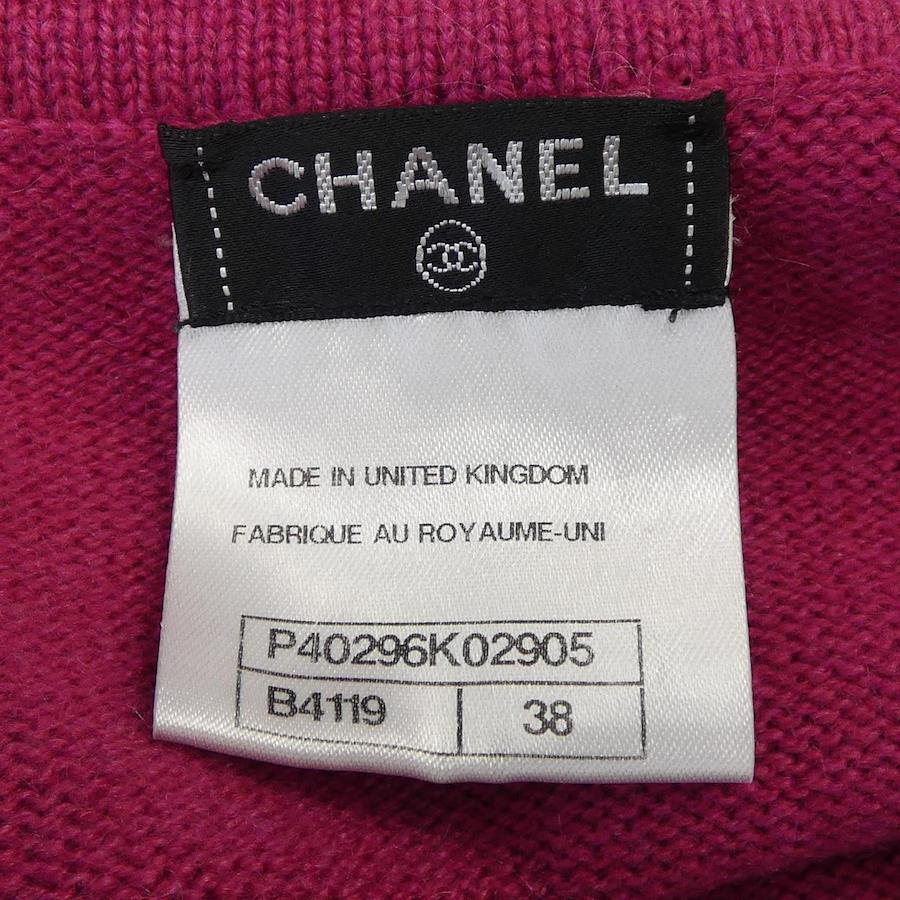 CHANEL
MADE IN UNITED KINGDOM
FABRIQUE AU ROYAUME-UNI
P40296K02905
B4119 38